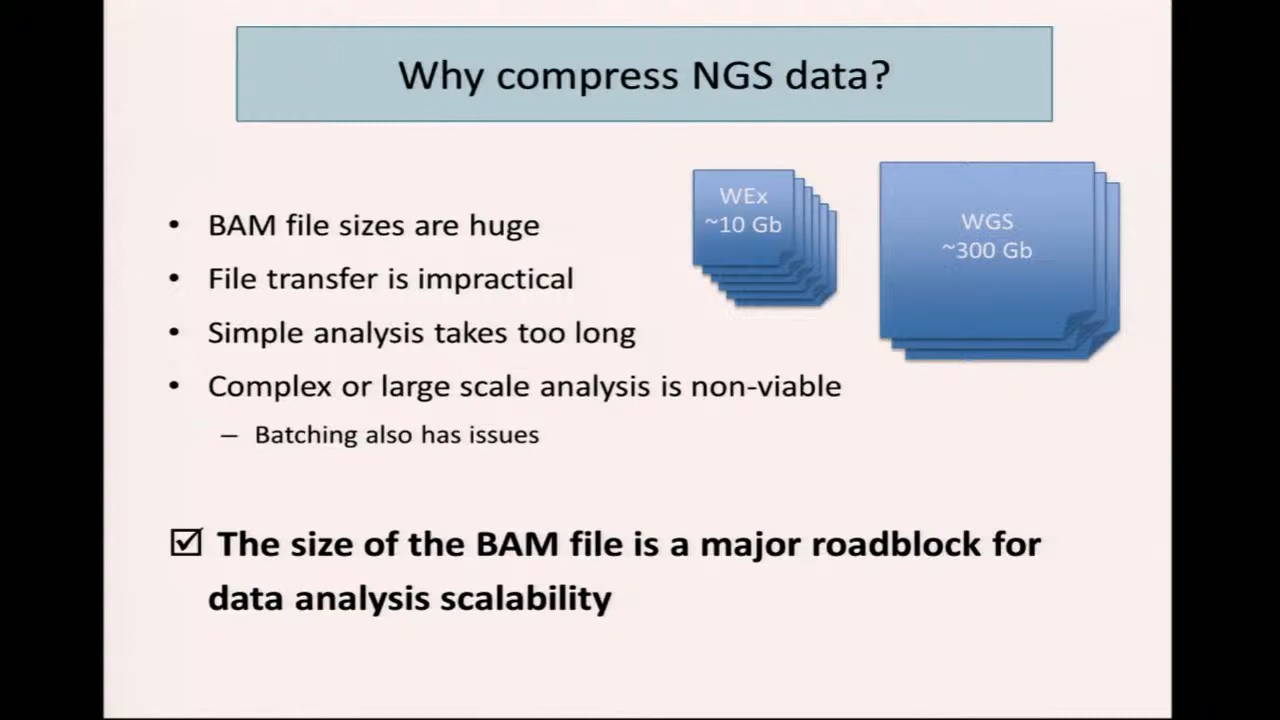 Why compress NGS data?
WEx
~10 Gb
WGS
~300 Gb
• BAM file sizes are huge
• File transfer is impractical
• Simple analysis takes too long
• Complex or large scale analysis is non-viable
– Batching also has issues
☑ The size of the BAM file is a major roadblock for
data analysis scalability